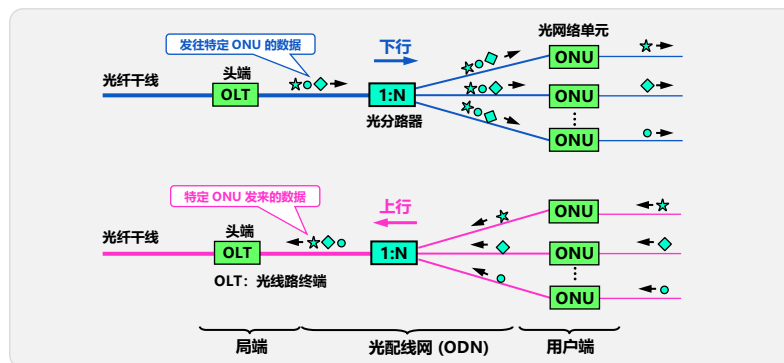 发往特定 ONU 的数据
下行
光网络单元
光纤干线
头端
OLT
1:N
光分路器
ONU
ONU
ONU
特定 ONU 发来的数据
上行
光纤干线
头端
OLT
1:N
OLT：光线路终端
ONU
ONU
ONU
局端
光配线网 (ODN)
用户端